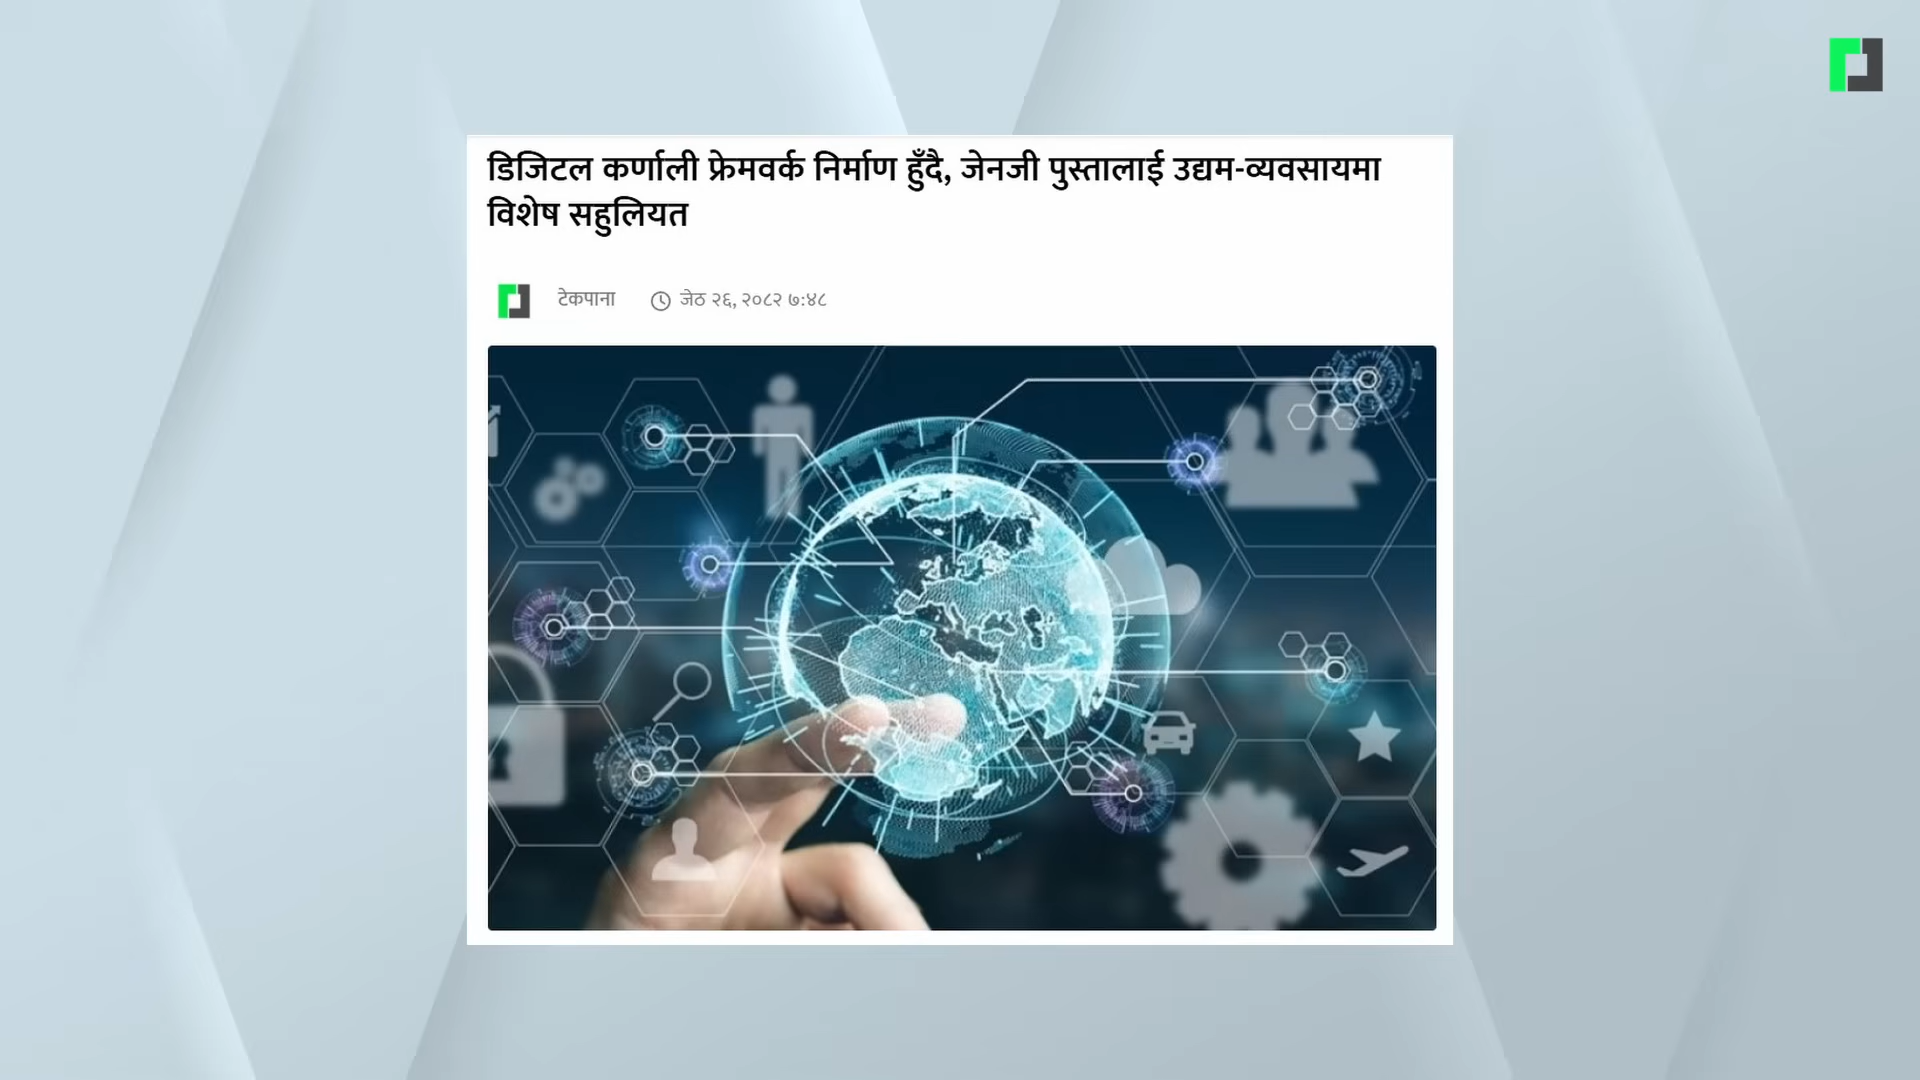 डिजिटल कर्णाली फ्रेमवर्क निर्माण हुँदै, जेनजी पुस्तालाई उद्यम-व्यवसायमा
विशेष सहुलियत
टेकपाना जेठ २६, २०८२ ७:४८